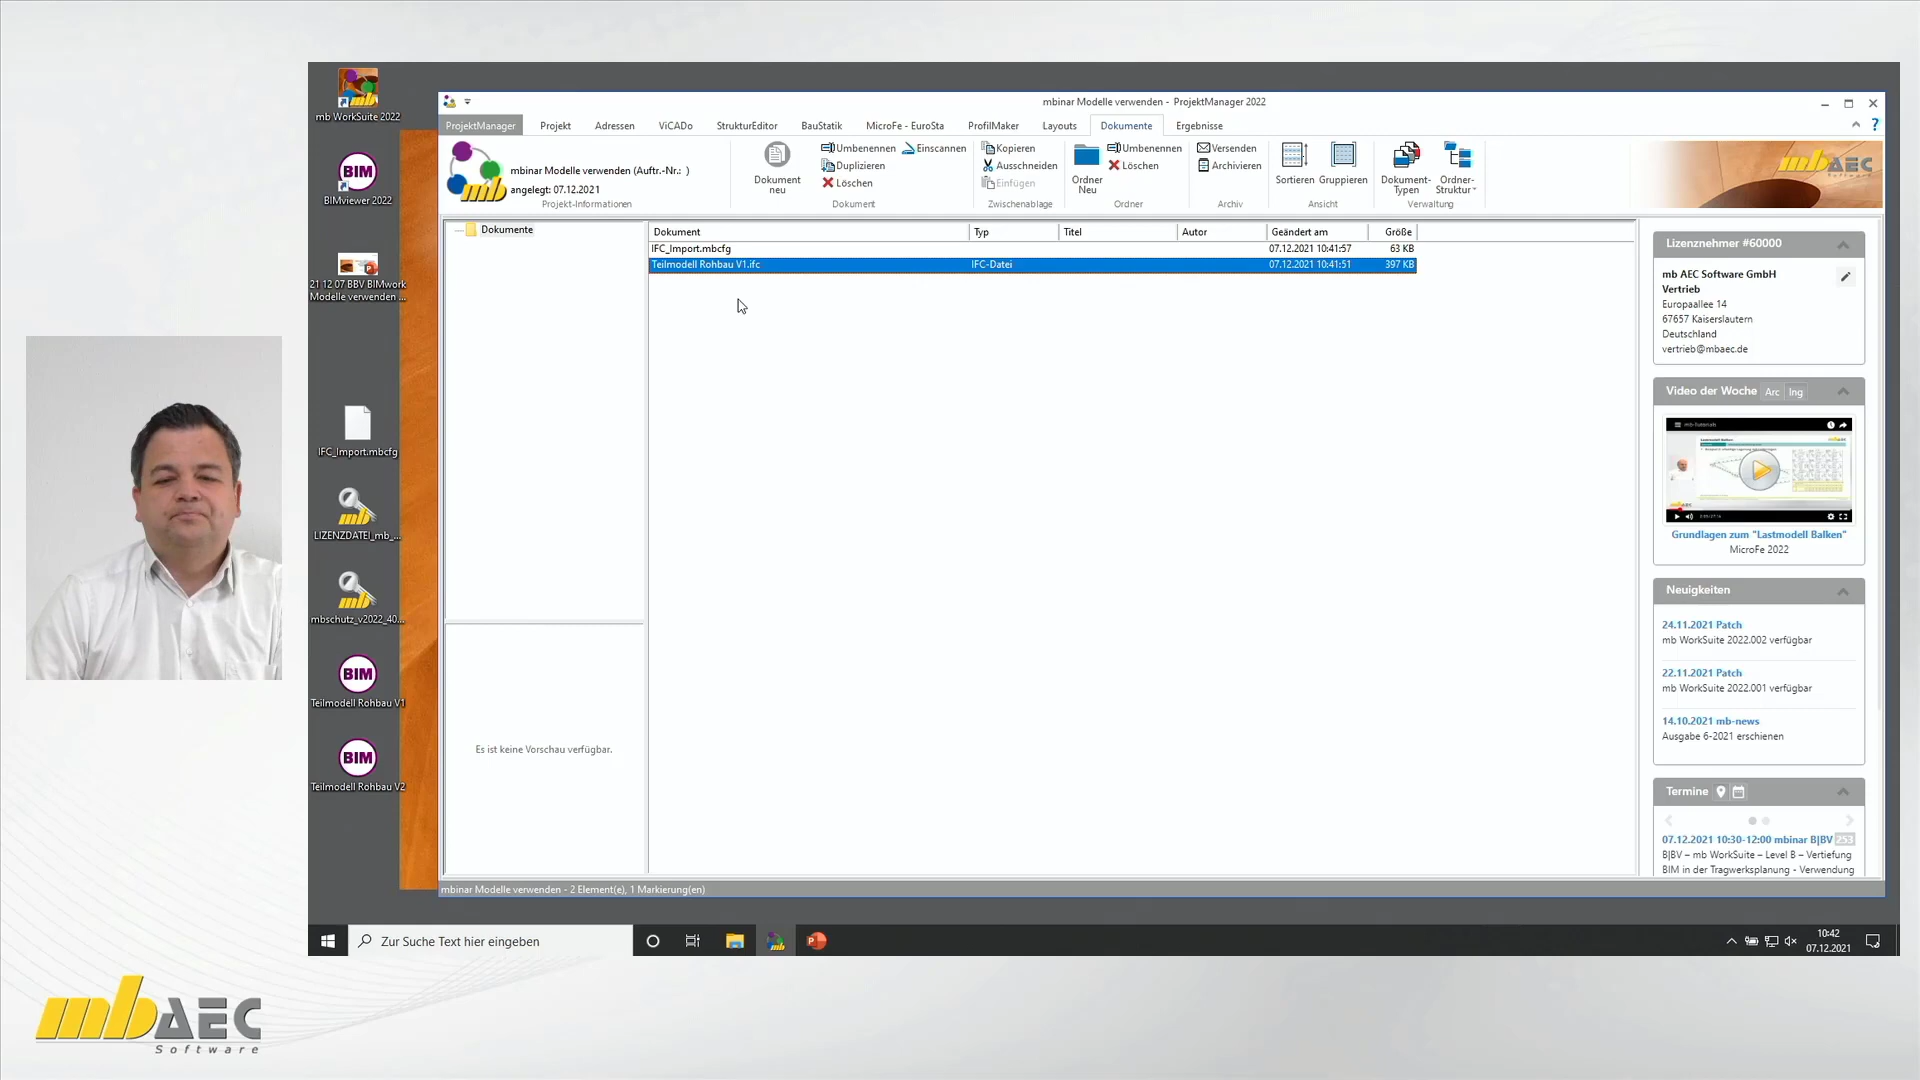 mb WorkSuite 2022
BIM
BIMviewer 2022
21 12 07 BBV BIMwork
Modelle verwenden ...
IFC_Import.mbcfg
LIZENZDATEI_mb_...
mbschutz_v2022_40...
BIM
Teilmodell Rohbau V1
BIM
Teilmodell Rohbau V2
mbinar Modelle verwenden - ProjektManager 2022
ProjektManager Projekt Adressen ViCADo StrukturEditor BauStatik MicroFe - EuroSta ProfilMaker Layouts Dokumente Ergebnisse
mb
mbinar Modelle verwenden (Auftr.-Nr.: )
angelegt: 07.12.2021
Projekt-Informationen
Dokument
neu
Umbenennen
Duplizieren
Löschen
Einscannen
Dokument
Kopieren
Ausschneiden
Einfügen
Zwischenablage
Ordner
Neu
Umbenennen
Löschen
Ordner
Versenden
Archivieren
Archiv
Sortieren Gruppieren
Ansicht
Dokument-
Typen
Ordner-
Struktur
Verwaltung
mbAEC
Software
Dokumente
Dokument Typ Titel Autor Geändert am Größe
IFC_Import.mbcfg 07.12.2021 10:41:57 63 KB
Teilmodell Rohbau V1.ifc IFC-Datei 07.12.2021 10:41:51 397 KB
Es ist keine Vorschau verfügbar.
Lizenznehmer #60000
mb AEC Software GmbH
Vertrieb
Europaallee 14
67657 Kaiserslautern
Deutschland
vertrieb@mbaec.de
Video der Woche Arc Ing
mb-tutorials
Lastmodell Balken
Grundlagen zum "Lastmodell Balken"
MicroFe 2022
Neuigkeiten
24.11.2021 Patch
mb WorkSuite 2022.002 verfügbar
22.11.2021 Patch
mb WorkSuite 2022.001 verfügbar
14.10.2021 mb-news
Ausgabe 6-2021 erschienen
Termine
07.12.2021 10:30-12:00 mbinar B|BV 253
B|BV – mb WorkSuite – Level B – Vertiefung
BIM in der Tragwerksplanung - Verwendung
mbinar Modelle verwenden - 2 Element(e), 1 Markierung(en)
Zur Suche Text hier eingeben
10:42
07.12.2021
mbAEC
Software